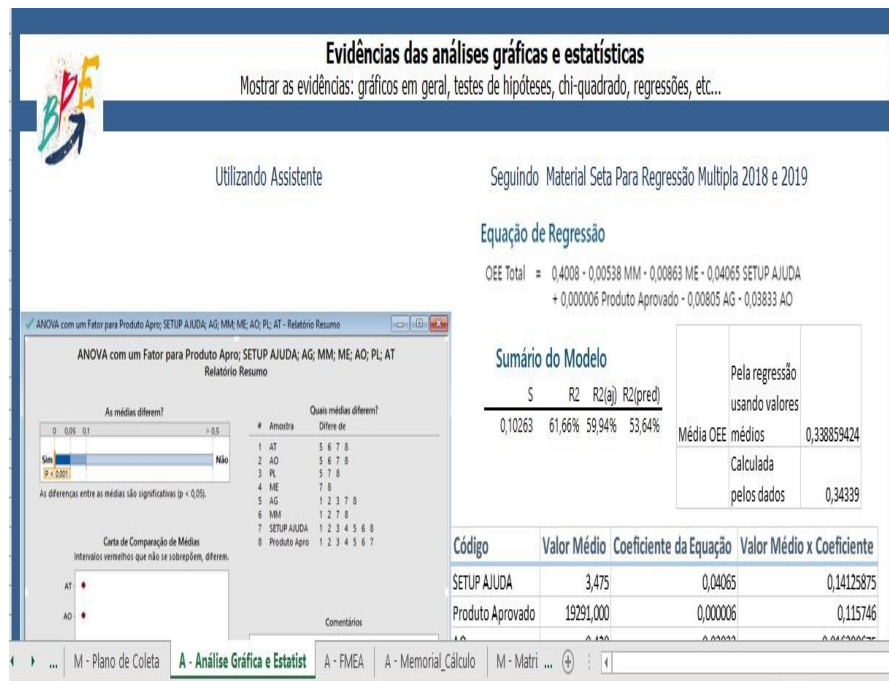 Evidências das análises gráficas e estatísticas
Mostrar as evidências: gráficos em geral, testes de hipóteses, chi-quadrado, regressões, etc...
BPE
Utilizando Assistente
Seguindo Material Seta Para Regressão Multipla 2018 e 2019
Equação de Regressão
OEE Total = 0,4008 - 0,00538 MM - 0,00863 ME - 0,04065 SETUP AJUDA
+ 0,000006 Produto Aprovado - 0,00805 AG - 0,03833 AO
Sumário do Modelo
S R2 R2(aj) R2(pred)
0,10263 61,66% 59,94% 53,64%
Média OEE
Pela regressão
usando valores
médios 0,338859424
Calculada
pelos dados 0,34339
ANOVA com um Fator para Produto Apro; SETUP AJUDA; AG; MM; ME; AO; PL; AT - Relatório Resumo
ANOVA com um Fator para Produto Apro; SETUP AJUDA; AG; MM; ME; AO; PL; AT
Relatório Resumo
As médias diferem?
0 0,05 0,1 > 0,5
Sim Não
P < 0,001
As diferenças entre as médias são significativas (p < 0,05).
Quais médias diferem?
# Amostra Difere de
1 AT 5 6 7 8
2 AO 5 6 7 8
3 PL 5 7 8
4 ME 7 8
5 AG 1 2 3 7 8
6 MM 1 2 7 8
7 SETUP AJUDA 1 2 3 4 5 6 8
8 Produto Apro 1 2 3 4 5 6 7
Carta de Comparação de Médias
Intervalos vermelhos que não se sobrepõem, diferem.
AT
AO
Comentários
Código Valor Médio Coeficiente da Equação Valor Médio x Coeficiente
SETUP AJUDA 3,475 0,04065 0,14125875
Produto Aprovado 19291,000 0,000006 0,115746
... M - Plano de Coleta A - Análise Gráfica e Estatist A - FMEA A - Memorial_Cálculo M - Matri ...